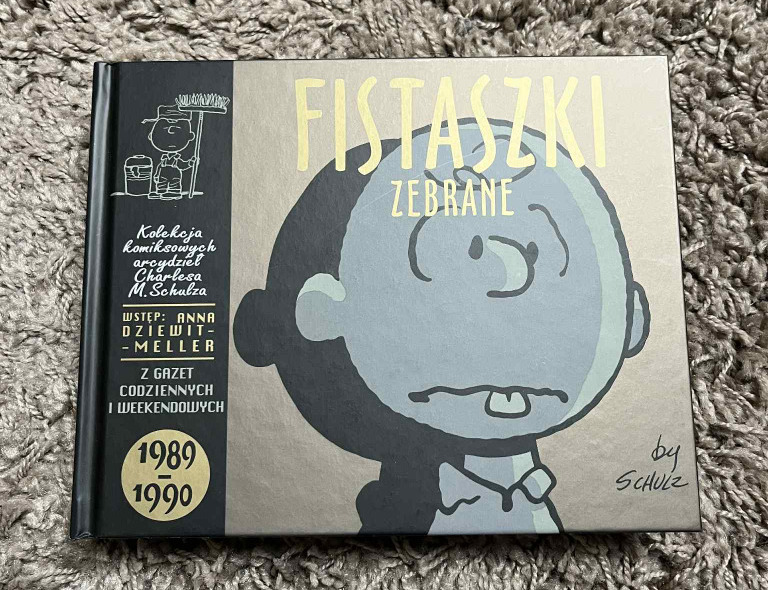 FISTASZKI
ZEBRANE
Kolekcja
komiksowych
arcydzieł
Charlesa
M. Schulza
WSTĘP: ANNA
DZIEWIT-
-MELLER
Z GAZET
CODZIENNYCH
I WEEKENDOWYCH
1989
–
1990
by
SCHULZ